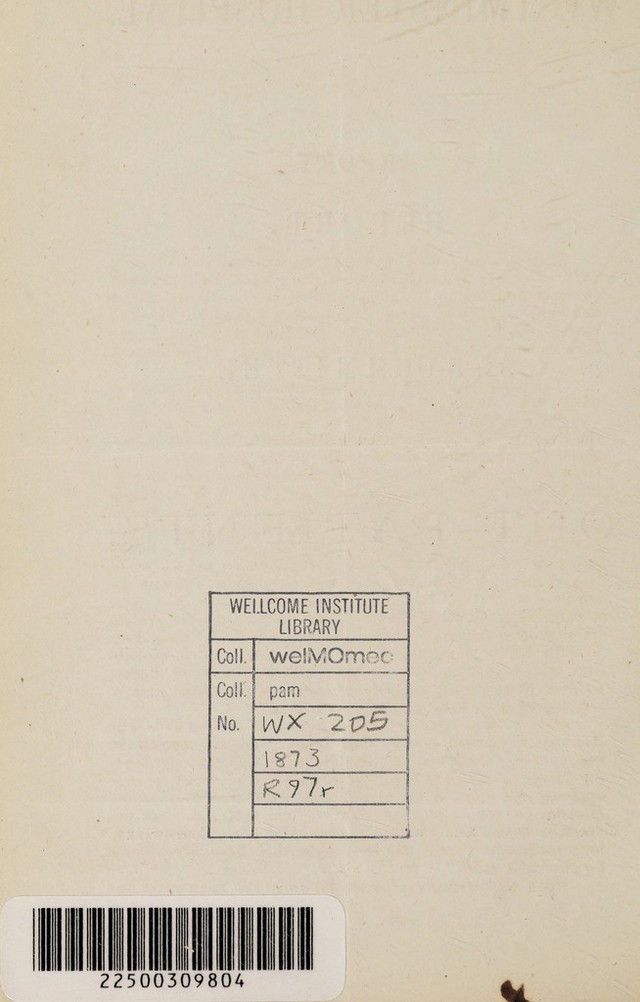 WELLCOME INSTITUTE
LIBRARY
Coll. welMOmec
Coll. pam
No. WX 205
1873
R97r
22500309804